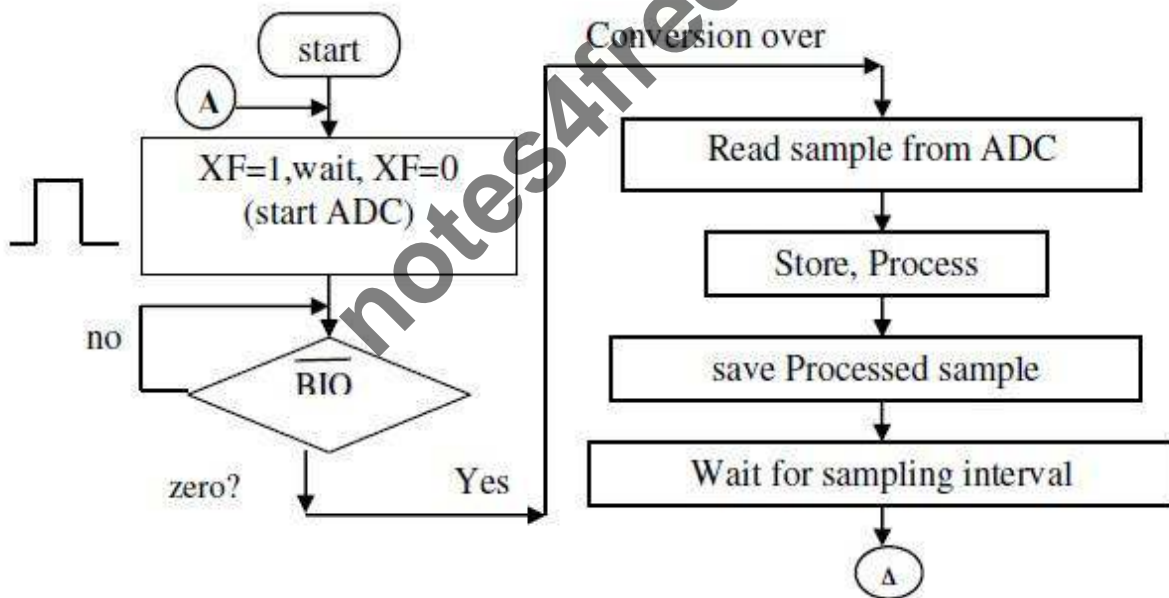 start
A
XF=1,wait, XF=0
(start ADC)
no
BIO
zero?
Yes
Conversion over
Read sample from ADC
Store, Process
save Processed sample
Wait for sampling interval
A
notes4fre